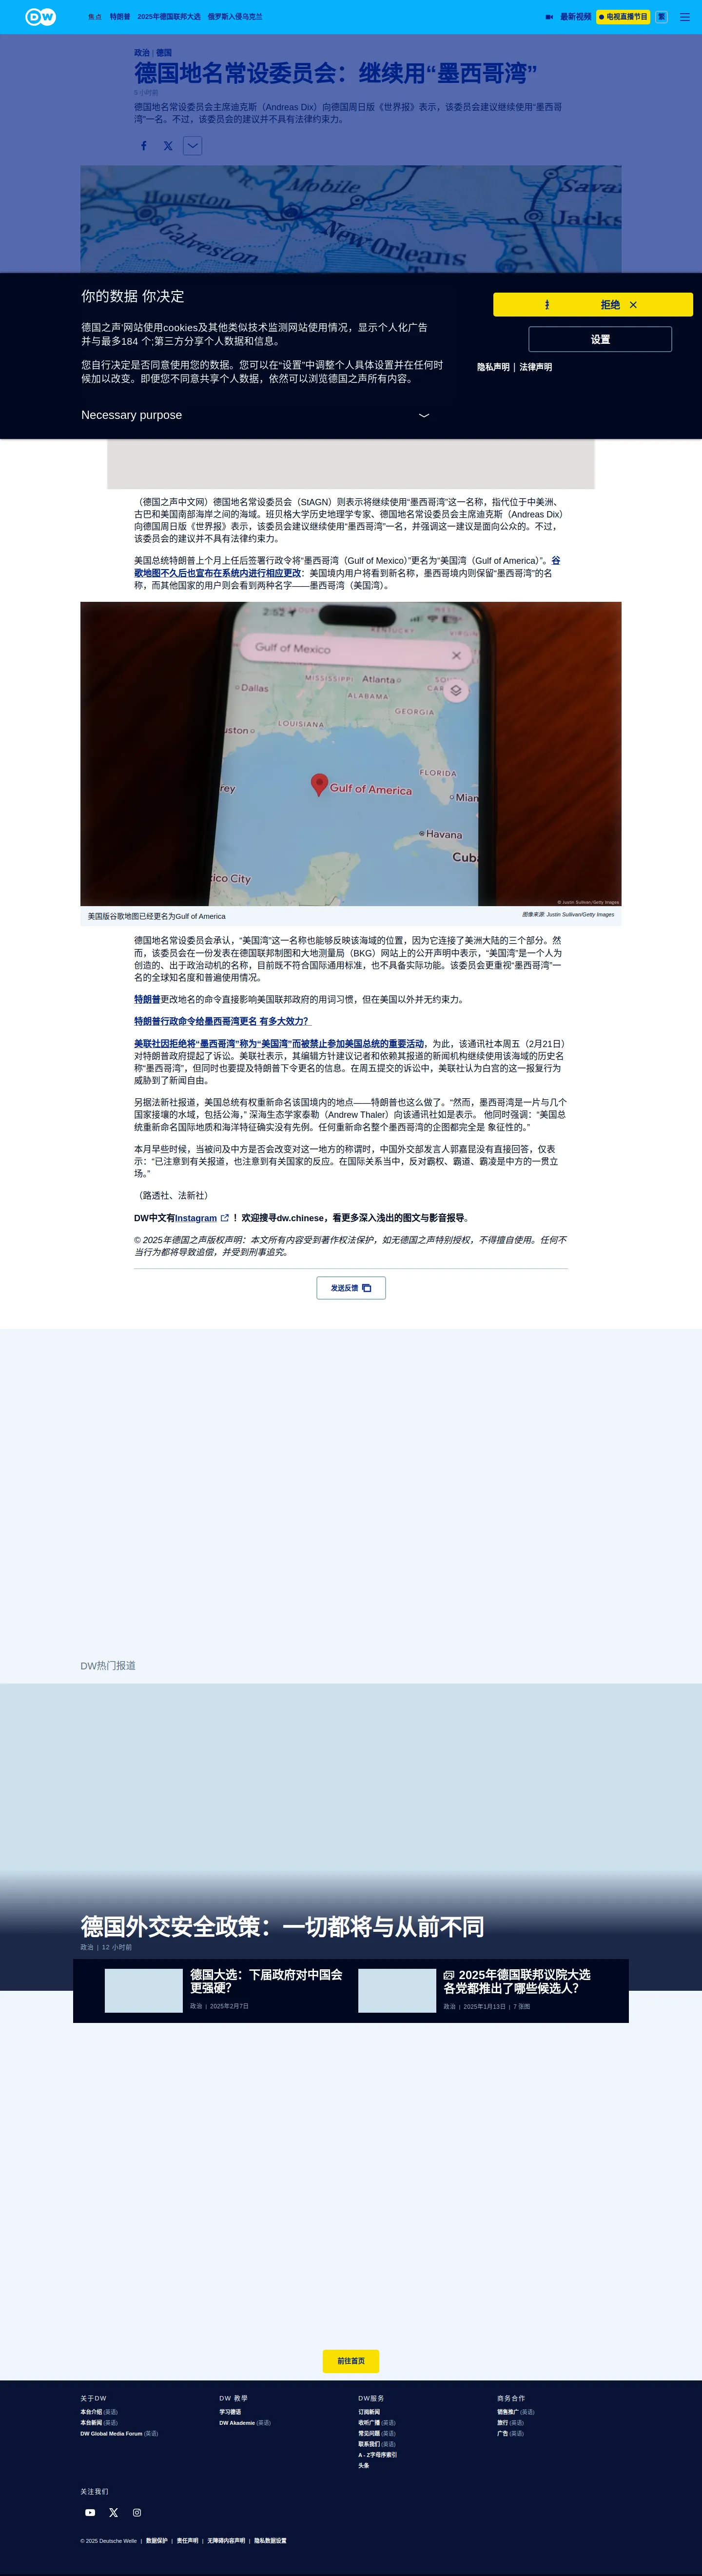 DW
焦点 特朗普 2025年德国联邦大选 俄罗斯入侵乌克兰
最新视频 电视直播节目 繁
政治 | 德国
德国地名常设委员会：继续用“墨西哥湾”
5 小时前
德国地名常设委员会主席迪克斯（Andreas Dix）向德国周日版《世界报》表示，该委员会建议继续使用“墨西哥
湾”一名。不过，该委员会的建议并不具有法律约束力。
Houston
Galveston
Mobile
New Orleans
Savan
Jacks
你的数据 你决定
德国之声'网站使用cookies及其他类似技术监测网站使用情况，显示个人化广告
并与最多184 个;第三方分享个人数据和信息。
您自行决定是否同意使用您的数据。您可以在"设置"中调整个人具体设置并在任何时
候加以改变。即便您不同意共享个人数据，依然可以浏览德国之声所有内容。
Necessary purpose
拒绝
设置
隐私声明 | 法律声明
（德国之声中文网）德国地名常设委员会（StAGN）则表示将继续使用“墨西哥湾”这一名称，指代位于中美洲、
古巴和美国南部海岸之间的海域。班贝格大学历史地理学专家、德国地名常设委员会主席迪克斯（Andreas Dix）
向德国周日版《世界报》表示，该委员会建议继续使用“墨西哥湾”一名，并强调这一建议是面向公众的。不过，
该委员会的建议并不具有法律约束力。
美国总统特朗普上个月上任后签署行政令将“墨西哥湾（Gulf of Mexico）”更名为“美国湾（Gulf of America）”。谷
歌地图不久后也宣布在系统内进行相应更改：美国境内用户将看到新名称，墨西哥境内则保留“墨西哥湾”的名
称，而其他国家的用户则会看到两种名字——墨西哥湾（美国湾）。
2:52
Gulf of Mexico
MISSISSIPPI
Atlanta
SOUTH
CAR
Dallas
ALABAMA
GEORGIA
LOUISIANA
uston
FLORIDA
rrey
Gulf of America
Miam
Havana
Cuba
ico City
© Justin Sullivan/Getty Images
美国版谷歌地图已经更名为Gulf of America
图像来源: Justin Sullivan/Getty Images
德国地名常设委员会承认，“美国湾”这一名称也能够反映该海域的位置，因为它连接了美洲大陆的三个部分。然
而，该委员会在一份发表在德国联邦制图和大地测量局（BKG）网站上的公开声明中表示，“美国湾”是一个人为
创造的、出于政治动机的名称，目前既不符合国际通用标准，也不具备实际功能。该委员会更重视“墨西哥湾”一
名的全球知名度和普遍使用情况。
特朗普更改地名的命令直接影响美国联邦政府的用词习惯，但在美国以外并无约束力。
特朗普行政命令给墨西哥湾更名 有多大效力？
美联社因拒绝将“墨西哥湾”称为“美国湾”而被禁止参加美国总统的重要活动，为此，该通讯社本周五（2月21日）
对特朗普政府提起了诉讼。美联社表示，其编辑方针建议记者和依赖其报道的新闻机构继续使用该海域的历史名
称“墨西哥湾”，但同时也要提及特朗普下令更名的信息。在周五提交的诉讼中，美联社认为白宫的这一报复行为
威胁到了新闻自由。
另据法新社报道，美国总统有权重新命名该国境内的地点——特朗普也这么做了。“然而，墨西哥湾是一片与几个
国家接壤的水域，包括公海，” 深海生态学家泰勒（Andrew Thaler）向该通讯社如是表示。 他同时强调：“美国总
统重新命名国际地质和海洋特征确实没有先例。任何重新命名整个墨西哥湾的企图都完全是 象征性的。”
本月早些时候，当被问及中方是否会改变对这一地方的称谓时，中国外交部发言人郭嘉昆没有直接回答，仅表
示：“已注意到有关报道，也注意到有关国家的反应。在国际关系当中，反对霸权、霸道、霸凌是中方的一贯立
场。”
（路透社、法新社）
DW中文有Instagram ！欢迎搜寻dw.chinese，看更多深入浅出的图文与影音报导。
© 2025年德国之声版权声明：本文所有内容受到著作权法保护，如无德国之声特别授权，不得擅自使用。任何不
当行为都将导致追偿，并受到刑事追究。
发送反馈
DW热门报道
德国外交安全政策：一切都将与从前不同
政治 | 12 小时前
德国大选：下届政府对中国会
更强硬？
政治 | 2025年2月7日
2025年德国联邦议院大选
各党都推出了哪些候选人？
政治 | 2025年1月13日 | 7 张图
前往首页
关于DW
本台介绍 (英语)
本台新闻 (英语)
DW Global Media Forum (英语)
DW 教學
学习德语
DW Akademie (英语)
DW服务
订阅新闻
收听广播 (英语)
常见问题 (英语)
联系我们 (英语)
A - Z字母序索引
头条
商务合作
销售推广 (英语)
旅行 (英语)
广告 (英语)
关注我们
© 2025 Deutsche Welle | 数据保护 | 责任声明 | 无障碍内容声明 | 隐私数据设置